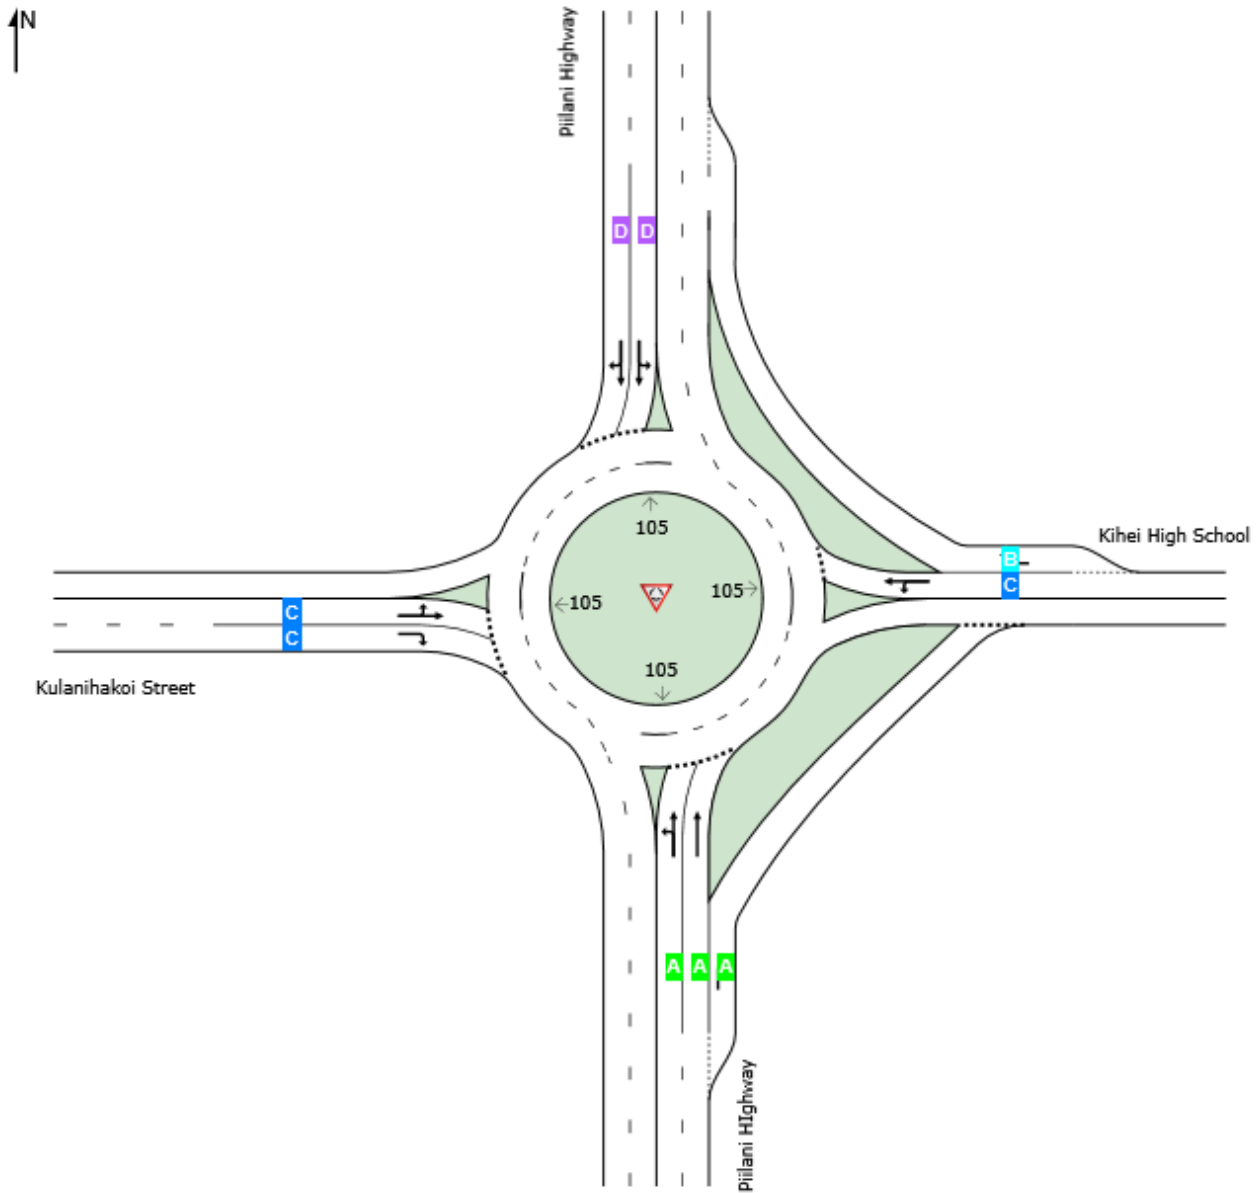 N
Piilani Highway
D D
105
Kihei High School
B
C
105
105
C
C
105
Kulanihakoi Street
A A A
Piilani HIghway